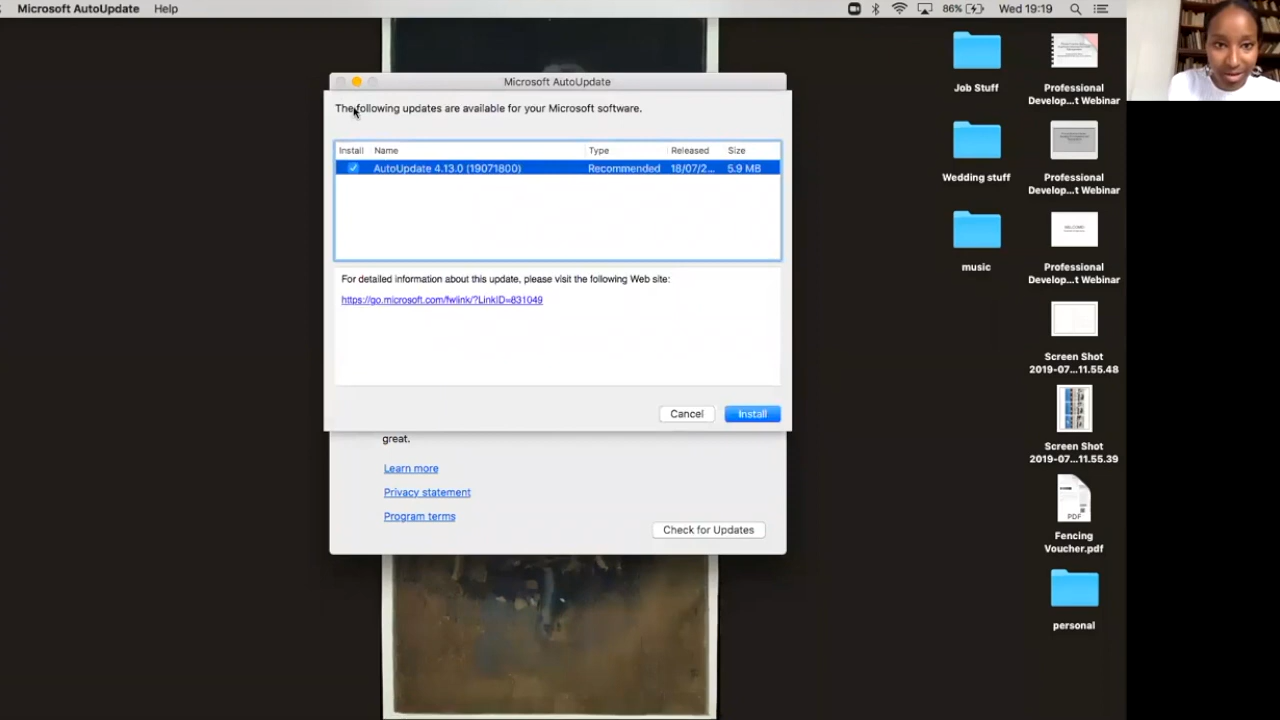 Microsoft AutoUpdate Help
86% Wed 19:19
Microsoft AutoUpdate
The following updates are available for your Microsoft software.
Install Name Type Released Size
AutoUpdate 4.13.0 (19071800) Recommended 18/07/2... 5.9 MB
For detailed information about this update, please visit the following Web site:
https://go.microsoft.com/fwlink/?LinkID=831049
Cancel Install
great.
Learn more
Privacy statement
Program terms
Check for Updates
Job Stuff
Wedding stuff
music
Professional
Develop...t Webinar
Professional
Develop...t Webinar
Professional
Develop...t Webinar
Screen Shot
2019-07...11.55.48
Screen Shot
2019-07...11.55.39
PDF
Fencing
Voucher.pdf
personal